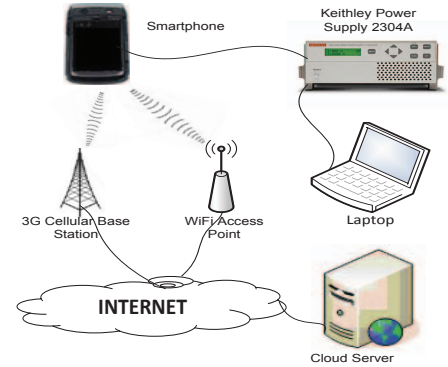 Smartphone
Keithley Power
Supply 2304A
3G Cellular Base
Station
WiFi Access
Point
Laptop
INTERNET
Cloud Server